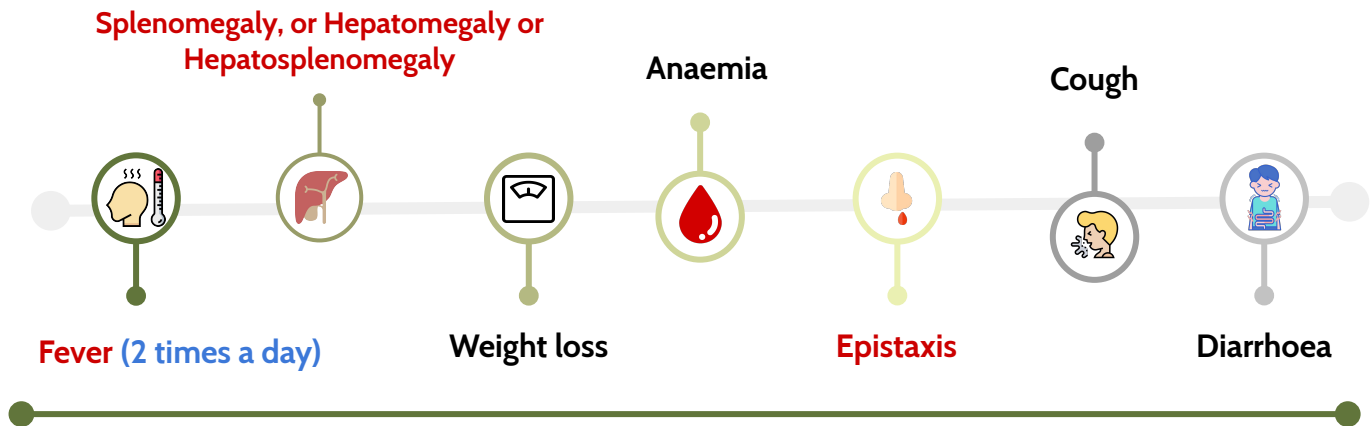 Splenomegaly, or Hepatomegaly or
Hepatosplenomegaly
Anaemia
Cough
Fever (2 times a day)
Weight loss
Epistaxis
Diarrhoea